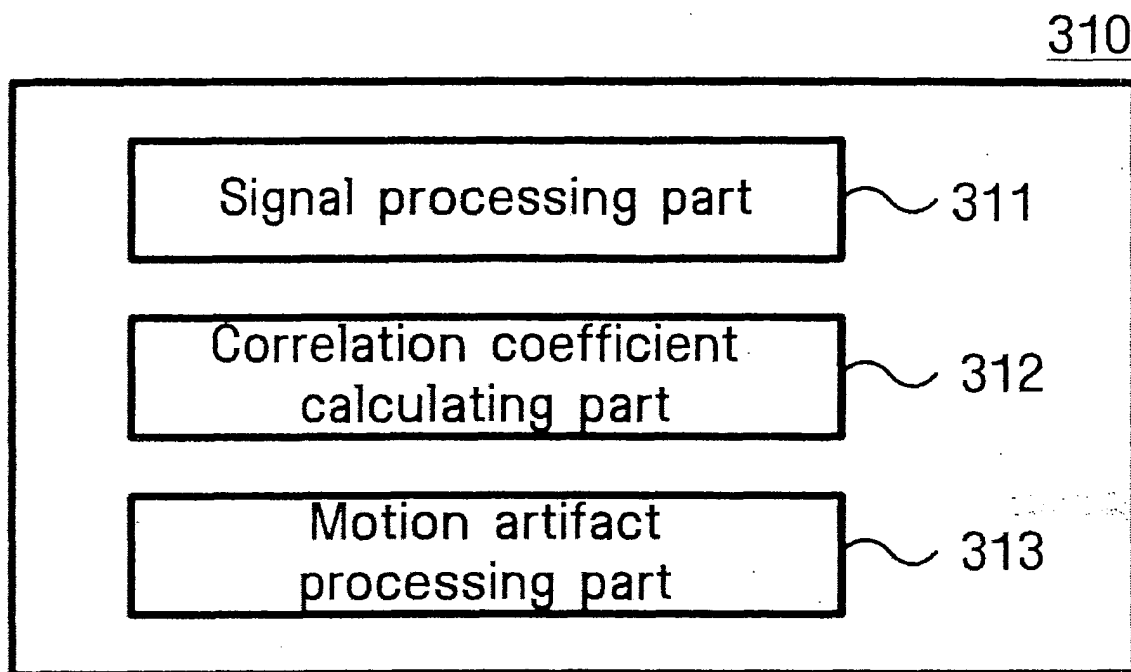 310
Signal processing part
311
Correlation coefficient
calculating part
312
Motion artifact
processing part
313